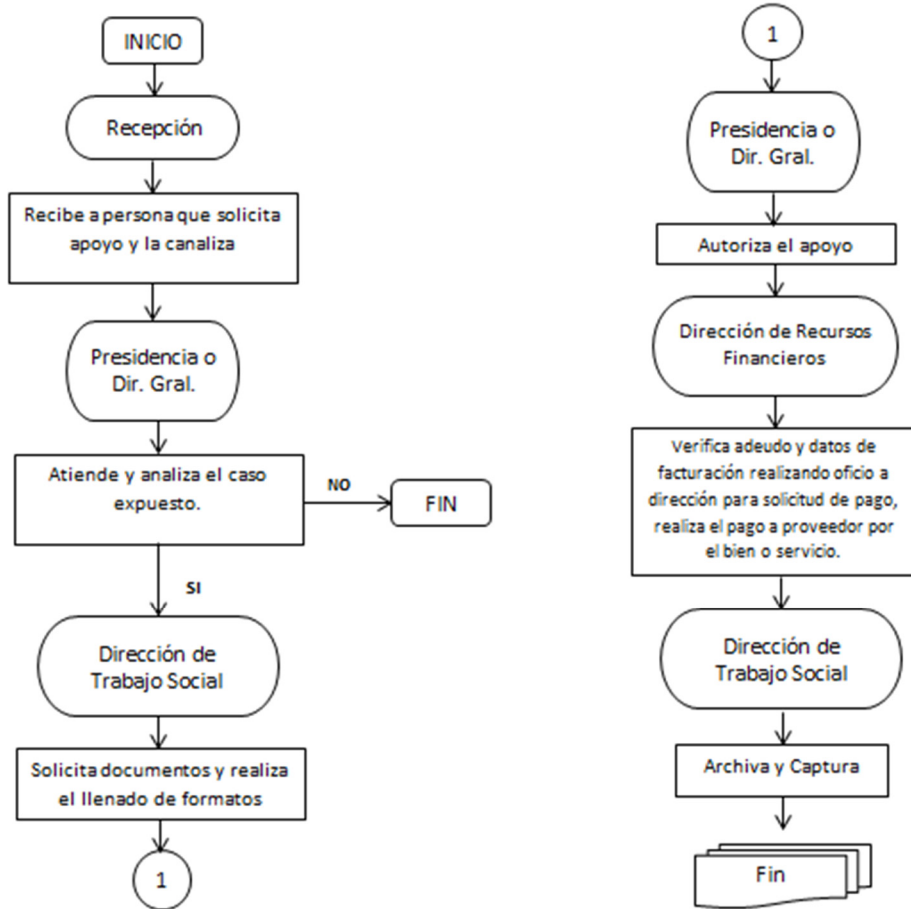 INICIO
Recepción
Recibe a persona que solicita
apoyo y la canaliza
Presidencia o
Dir. Gral.
Atiende y analiza el caso
expuesto.
NO
FIN
SI
Dirección de
Trabajo Social
Solicita documentos y realiza
el llenado de formatos
1
1
Presidencia o
Dir. Gral.
Autoriza el apoyo
Dirección de Recursos
Financieros
Verifica adeudo y datos de
facturación realizando oficio a
dirección para solicitud de pago,
realiza el pago a proveedor por
el bien o servicio.
Dirección de
Trabajo Social
Archiva y Captura
Fin